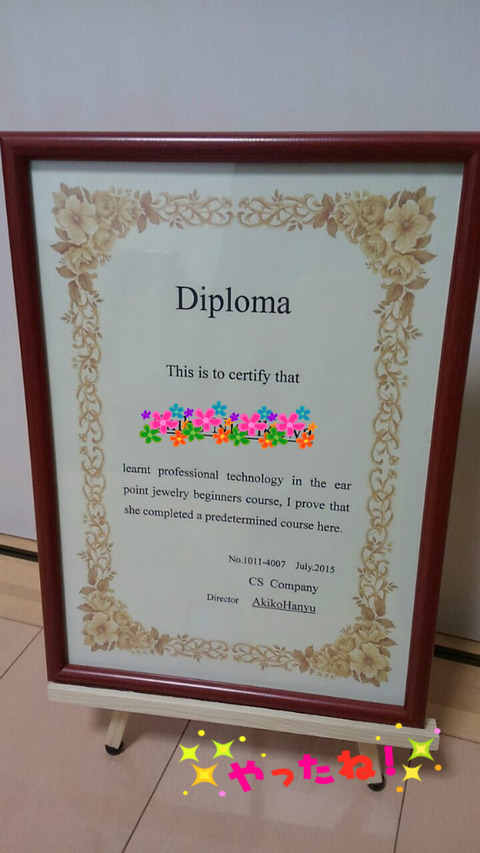 Diploma
This is to certify that
learnt professional technology in the ear
point jewelry beginners course, I prove that
she completed a predetermined course here.
No.1011-4007 July.2015
CS Company
Director AkikoHanyu
やったね!